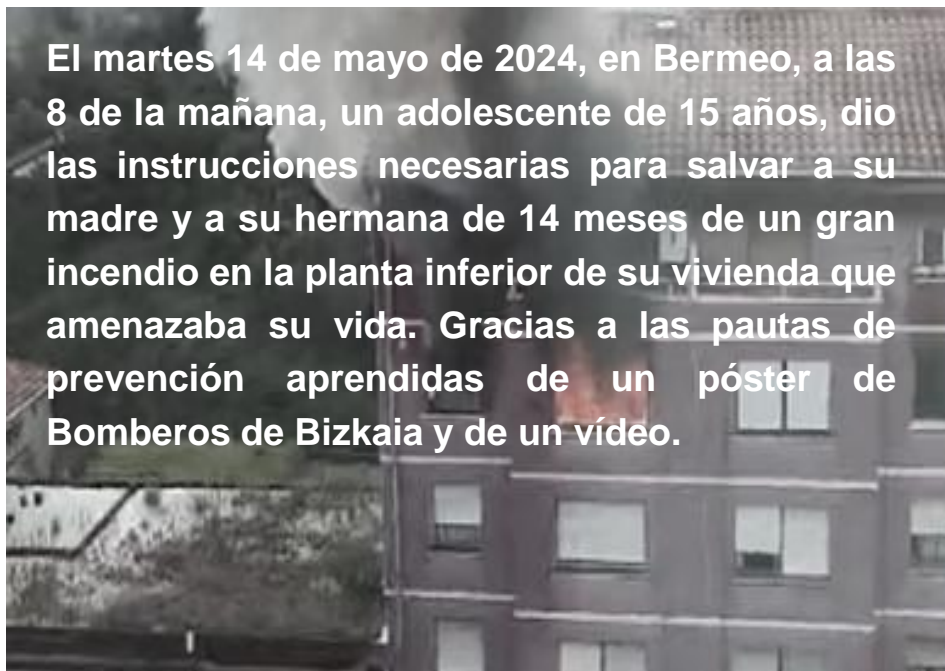 El martes 14 de mayo de 2024, en Bermeo, a las
8 de la mañana, un adolescente de 15 años, dio
las instrucciones necesarias para salvar a su
madre y a su hermana de 14 meses de un gran
incendio en la planta inferior de su vivienda que
amenazaba su vida. Gracias a las pautas de
prevención aprendidas de un póster de
Bomberos de Bizkaia y de un vídeo.